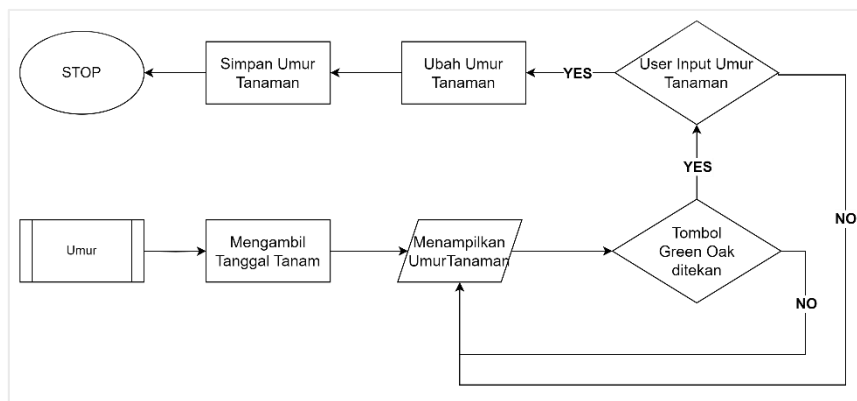 STOP
Simpan Umur
Tanaman
Ubah Umur
Tanaman
YES
User Input Umur
Tanaman
YES
NO
Umur
Mengambil
Tanggal Tanam
Menampilkan
UmurTanaman
Tombol
Green Oak
ditekan
NO